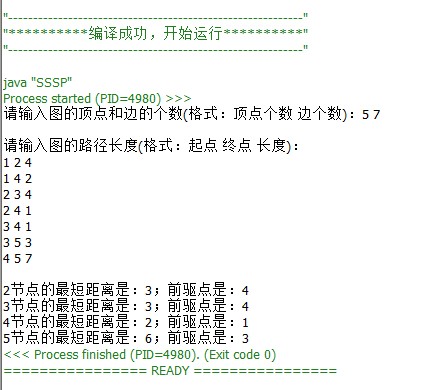 "------------------------------------------------------"
"**********编译成功，开始运行**********"
"------------------------------------------------------"
java "SSSP"
Process started (PID=4980) >>>
请输入图的顶点和边的个数(格式：顶点个数 边个数)：5 7
请输入图的路径长度(格式：起点 终点 长度)：
1 2 4
1 4 2
2 3 4
2 4 1
3 4 1
3 5 3
4 5 7
2节点的最短距离是：3；前驱点是：4
3节点的最短距离是：3；前驱点是：4
4节点的最短距离是：2；前驱点是：1
5节点的最短距离是：6；前驱点是：3
<<< Process finished (PID=4980). (Exit code 0)
================ READY ================